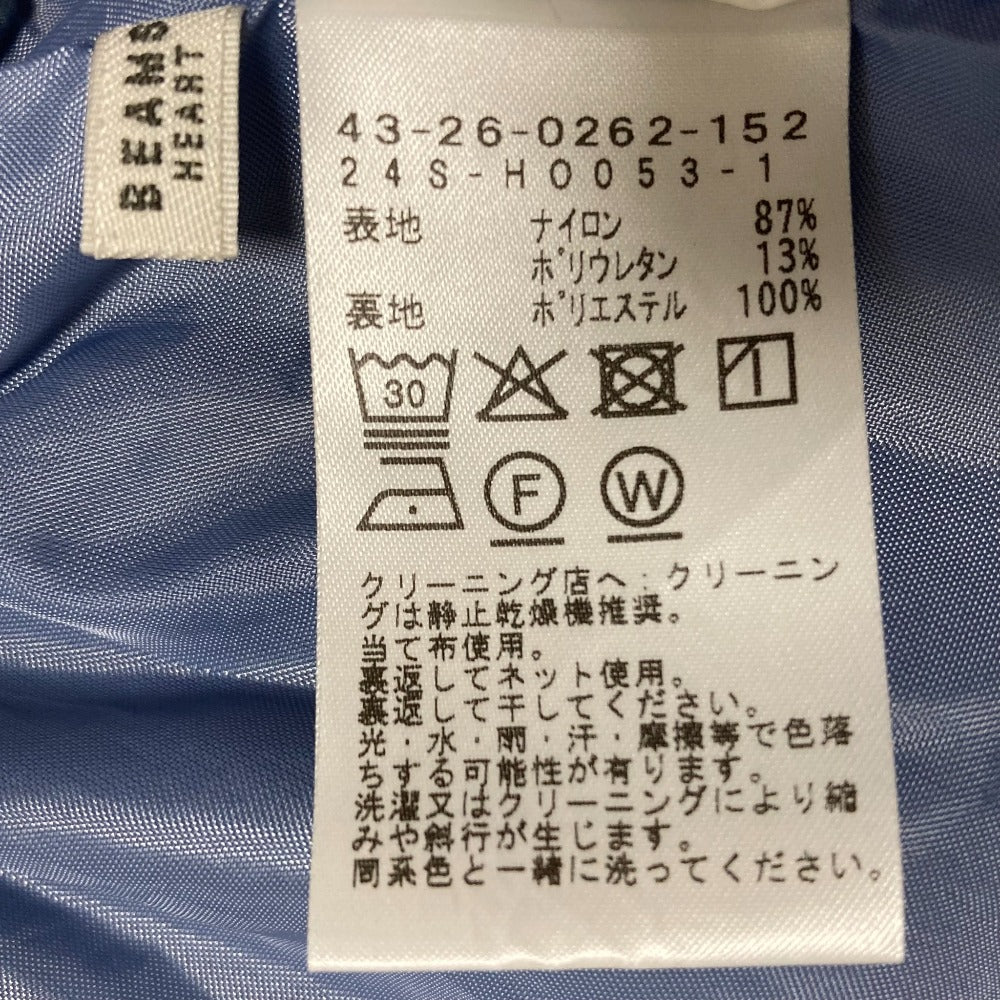 BEAMS
HEART
43-26-0262-152
24S-H0053-1
表地 ナイロン 87%
ポリウレタン 13%
裏地 ポリエステル 100%
30
F
W
クリーニング店へ・クリーニン
グは静止乾燥機推奨。
当て布使用。
裏返してネット使用。
裏返して干してください。
光・水・閖・汗・摩擦等で色落
ちする可能性が有ります。
洗濯又はクリーニングにより縮
みや斜行が生じます。
同系色と一緒に洗ってください。